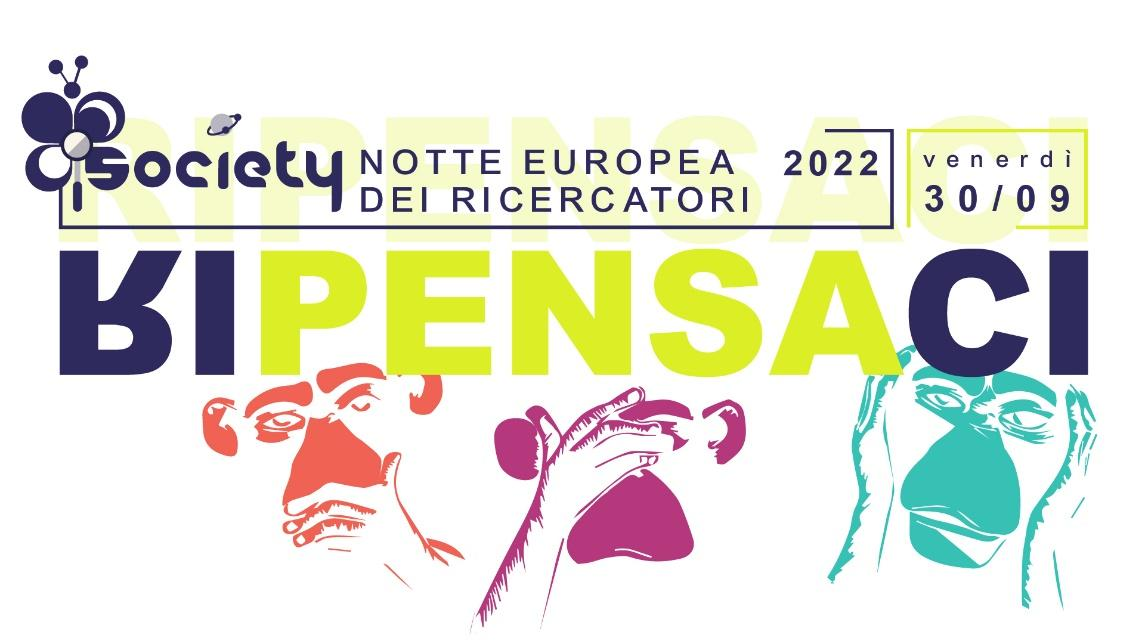 society NOTTE EUROPEA 2022
DEI RICERCATORI
venerdì
30/09
RIPENSACI
RIPENSACI